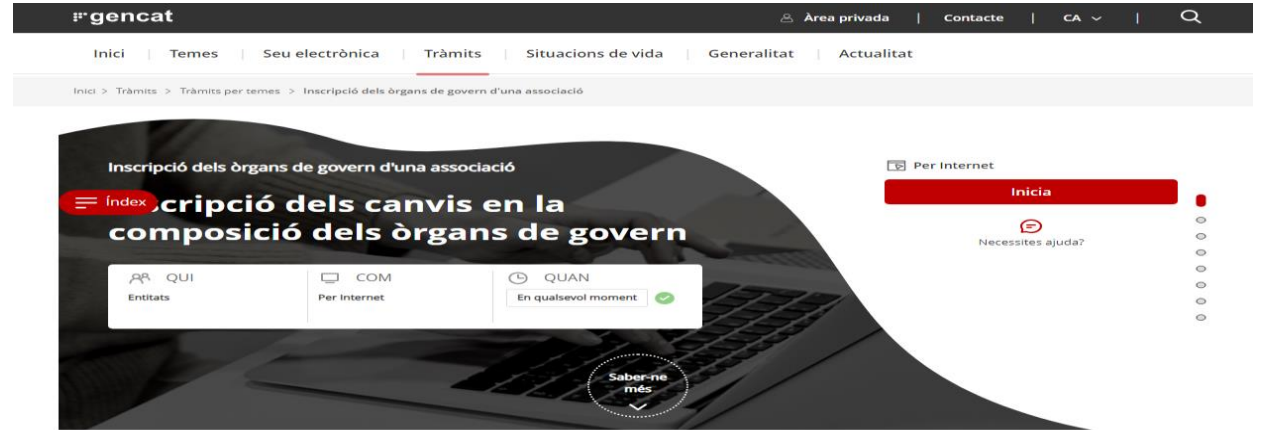 gencat
Àrea privada | Contacte | CA |
Inici | Temes | Seu electrònica | Tràmits | Situacions de vida | Generalitat | Actualitat
Inici > Tràmits > Tràmits per temes > Inscripció dels òrgans de govern d'una associació
Inscripció dels òrgans de govern d'una associació
Índex
cripció dels canvis en la
composició dels òrgans de govern
QUI
Entitats
COM
Per Internet
QUAN
En qualsevol moment
Saber-ne
més
Per Internet
Inicia
Necessites ajuda?